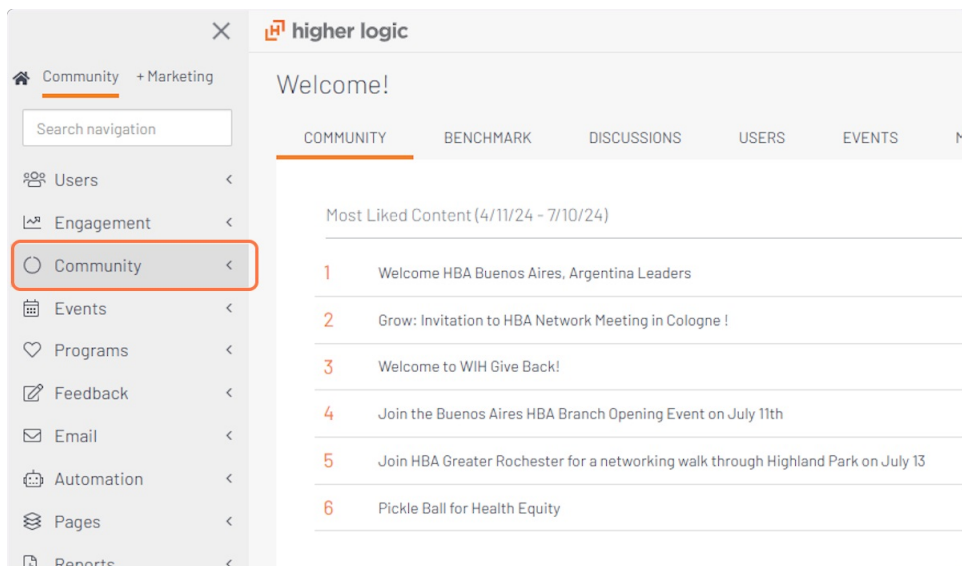 higher logic
Community + Marketing
Search navigation
Users
Engagement
Community
Events
Programs
Feedback
Email
Automation
Pages
Reports
Welcome!
COMMUNITY BENCHMARK DISCUSSIONS USERS EVENTS
Most Liked Content (4/11/24 - 7/10/24)
1 Welcome HBA Buenos Aires, Argentina Leaders
2 Grow: Invitation to HBA Network Meeting in Cologne !
3 Welcome to WIH Give Back!
4 Join the Buenos Aires HBA Branch Opening Event on July 11th
5 Join HBA Greater Rochester for a networking walk through Highland Park on July 13
6 Pickle Ball for Health Equity